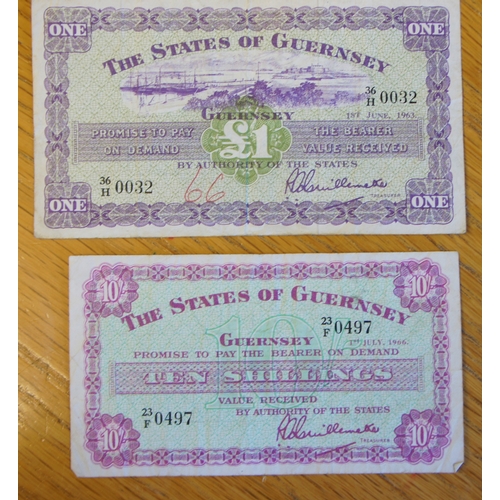 ONE
ONE
THE STATES OF GUERNSEY
36/H 0032
GUERNSEY
1ST JUNE, 1963.
PROMISE TO PAY £1 THE BEARER
ON DEMAND VALUE RECEIVED
BY AUTHORITY OF THE STATES
36/H 0032
66
TREASURER
ONE
ONE
10/-
10/-
THE STATES OF GUERNSEY
10/-
23/F 0497
GUERNSEY
1ST JULY, 1966.
PROMISE TO PAY THE BEARER ON DEMAND
TEN SHILLINGS
VALUE RECEIVED
23/F 0497
BY AUTHORITY OF THE STATES
TREASURER
10/-
10/-